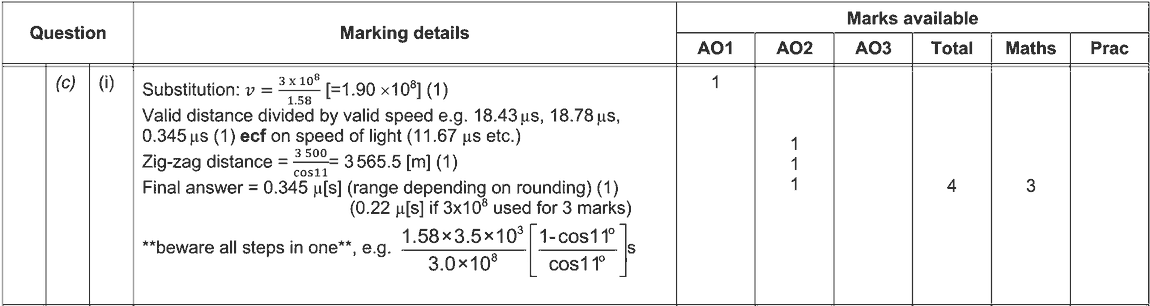 Question Marking details Marks available
AO1 AO2 AO3 Total Maths Prac
(c) (i) Substitution: v = 3 x 10⁸/1.58 [=1.90 ×10⁸] (1) 1
Valid distance divided by valid speed e.g. 18.43 μs, 18.78 μs,
0.345 μs (1) ecf on speed of light (11.67 μs etc.) 1
Zig-zag distance = 3 500/cos11 = 3 565.5 [m] (1) 1
Final answer = 0.345 μ[s] (range depending on rounding) (1) 1 4 3
(0.22 μ[s] if 3x10⁸ used for 3 marks)
**beware all steps in one**, e.g. 1.58×3.5×10³/3.0×10⁸ [1-cos11º/cos11º]s